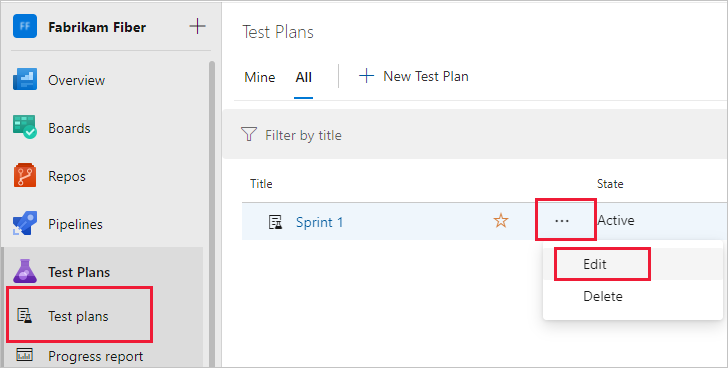 FF Fabrikam Fiber
Overview
Boards
Repos
Pipelines
Test Plans
Test plans
Progress report
Test Plans
Mine All New Test Plan
Filter by title
Title State
Sprint 1 ... Active
Edit
Delete